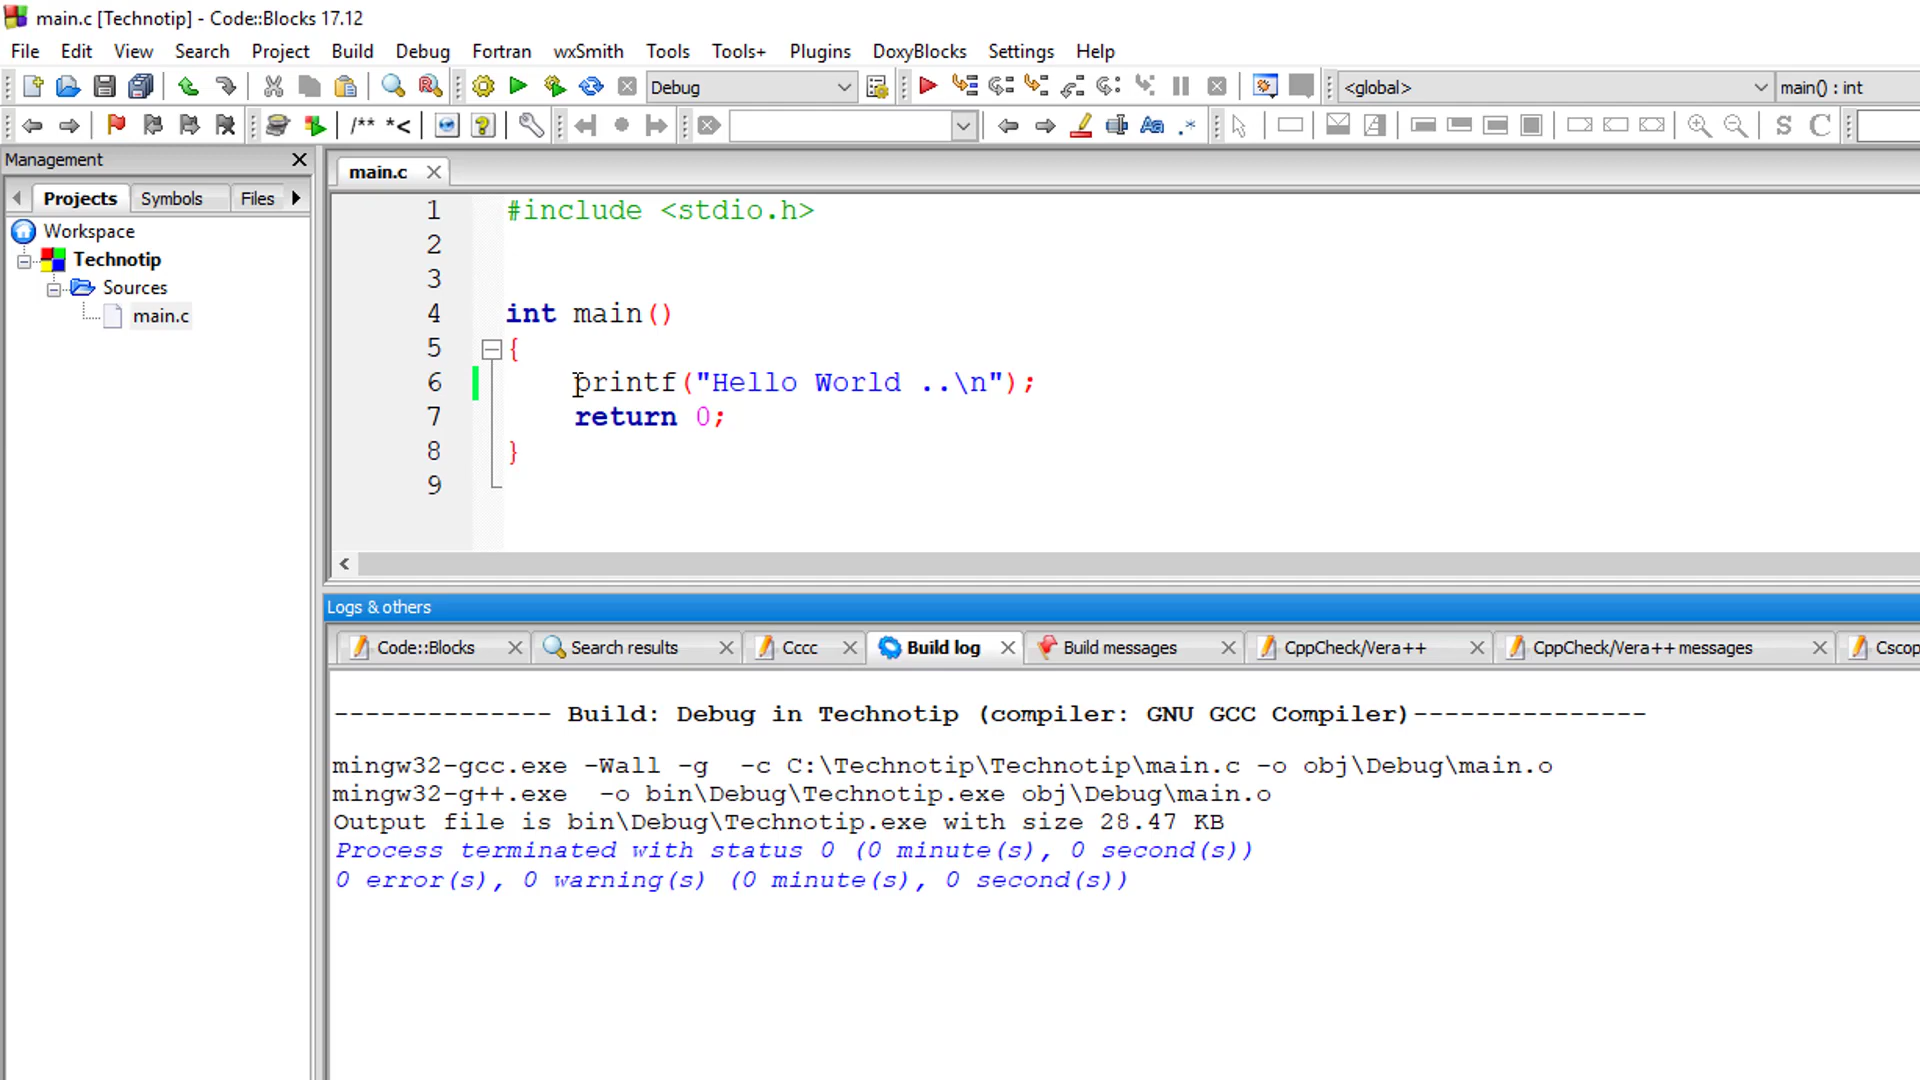 main.c [Technotip] - Code::Blocks 17.12
File Edit View Search Project Build Debug Fortran wxSmith Tools Tools+ Plugins DoxyBlocks Settings Help
Debug <global> main() : int
/** *< Aa .* S C
Management
Projects Symbols Files
Workspace
Technotip
Sources
main.c
main.c
1 #include <stdio.h>
2
3
4 int main()
5 {
6 printf("Hello World ..\n");
7 return 0;
8 }
9
Logs & others
Code::Blocks Search results Cccc Build log Build messages CppCheck/Vera++ CppCheck/Vera++ messages Cscop
-------------- Build: Debug in Technotip (compiler: GNU GCC Compiler)---------------
mingw32-gcc.exe -Wall -g  -c C:\Technotip\Technotip\main.c -o obj\Debug\main.o
mingw32-g++.exe  -o bin\Debug\Technotip.exe obj\Debug\main.o
Output file is bin\Debug\Technotip.exe with size 28.47 KB
Process terminated with status 0 (0 minute(s), 0 second(s))
0 error(s), 0 warning(s) (0 minute(s), 0 second(s))